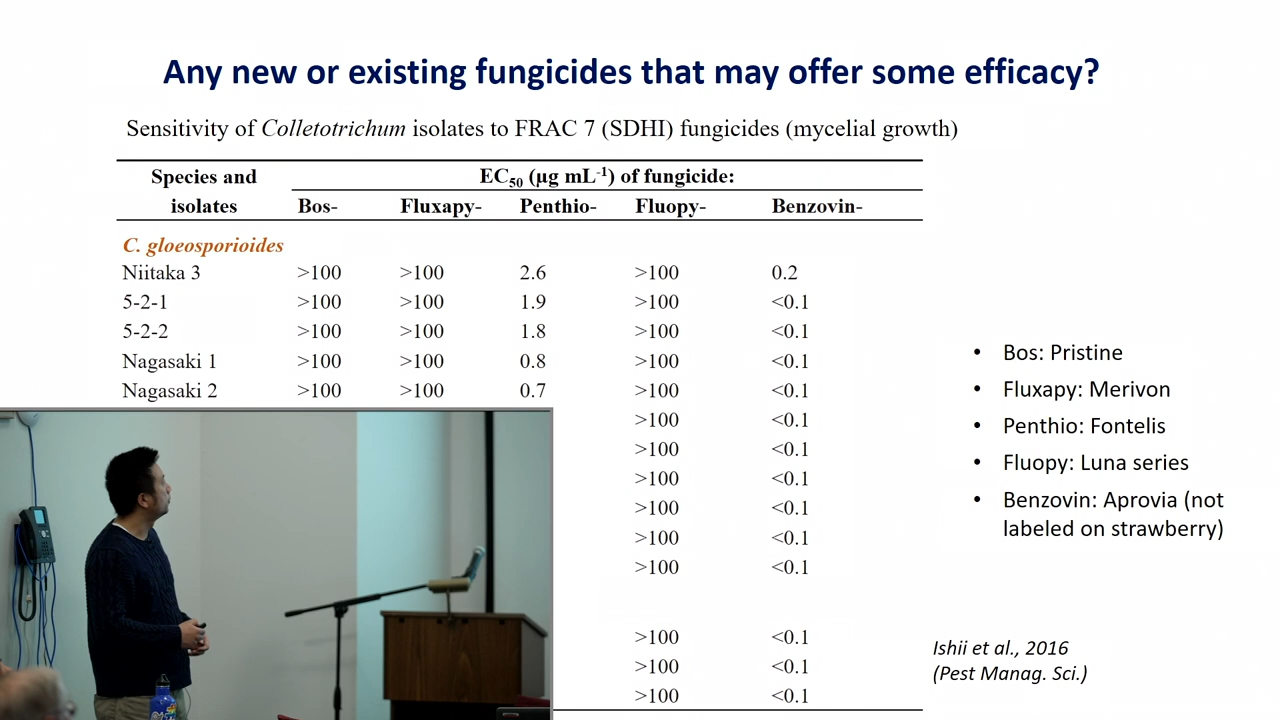 Any new or existing fungicides that may offer some efficacy?
Sensitivity of Colletotrichum isolates to FRAC 7 (SDHI) fungicides (mycelial growth)
Species and isolates EC50 (µg mL-1) of fungicide:
Bos- Fluxapy- Penthio- Fluopy- Benzovin-
C. gloeosporioides
Niitaka 3 >100 >100 2.6 >100 0.2
5-2-1 >100 >100 1.9 >100 <0.1
5-2-2 >100 >100 1.8 >100 <0.1
Nagasaki 1 >100 >100 0.8 >100 <0.1
Nagasaki 2 >100 >100 0.7 >100 <0.1
>100 <0.1
>100 <0.1
>100 <0.1
>100 <0.1
>100 <0.1
>100 <0.1
>100 <0.1
>100 <0.1
>100 <0.1
• Bos: Pristine
• Fluxapy: Merivon
• Penthio: Fontelis
• Fluopy: Luna series
• Benzovin: Aprovia (not
labeled on strawberry)
Ishii et al., 2016
(Pest Manag. Sci.)